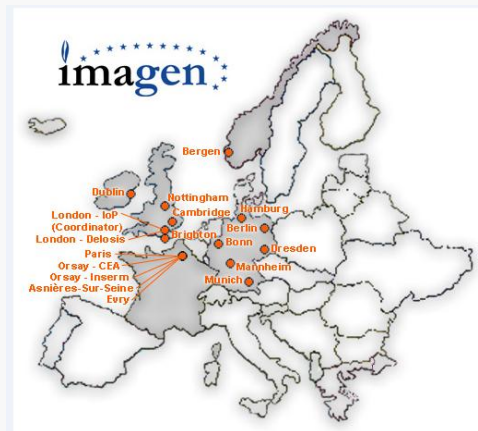 imagen
Bergen
Dublin
Nottingham
Cambridge
Hamburg
London - IoP
(Coordinator)
Berlin
Brighton
London - Delosis
Bonn
Dresden
Paris
Orsay - CEA
Mannheim
Orsay - Inserm
Munich
Asnières-Sur-Seine
Evry